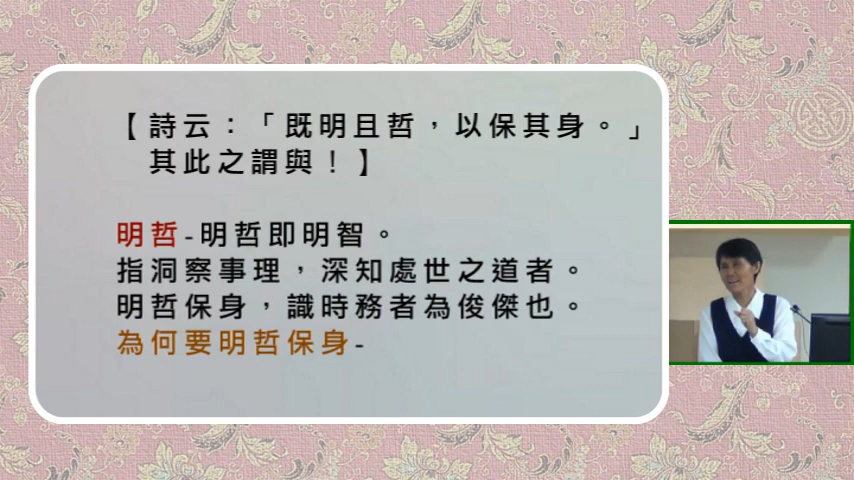 【詩云：「既明且哲，以保其身。」
其此之謂與！】
明哲-明哲即明智。
指洞察事理，深知處世之道者。
明哲保身，識時務者為俊傑也。
為何要明哲保身-